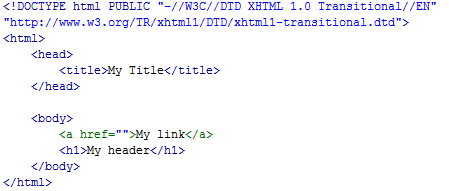 <!DOCTYPE html PUBLIC "-//W3C//DTD XHTML 1.0 Transitional//EN"
"http://www.w3.org/TR/xhtml1/DTD/xhtml1-transitional.dtd">
<html>
    <head>
        <title>My Title</title>
    </head>

    <body>
        <a href="">My link</a>
        <h1>My header</h1>
    </body>
</html>